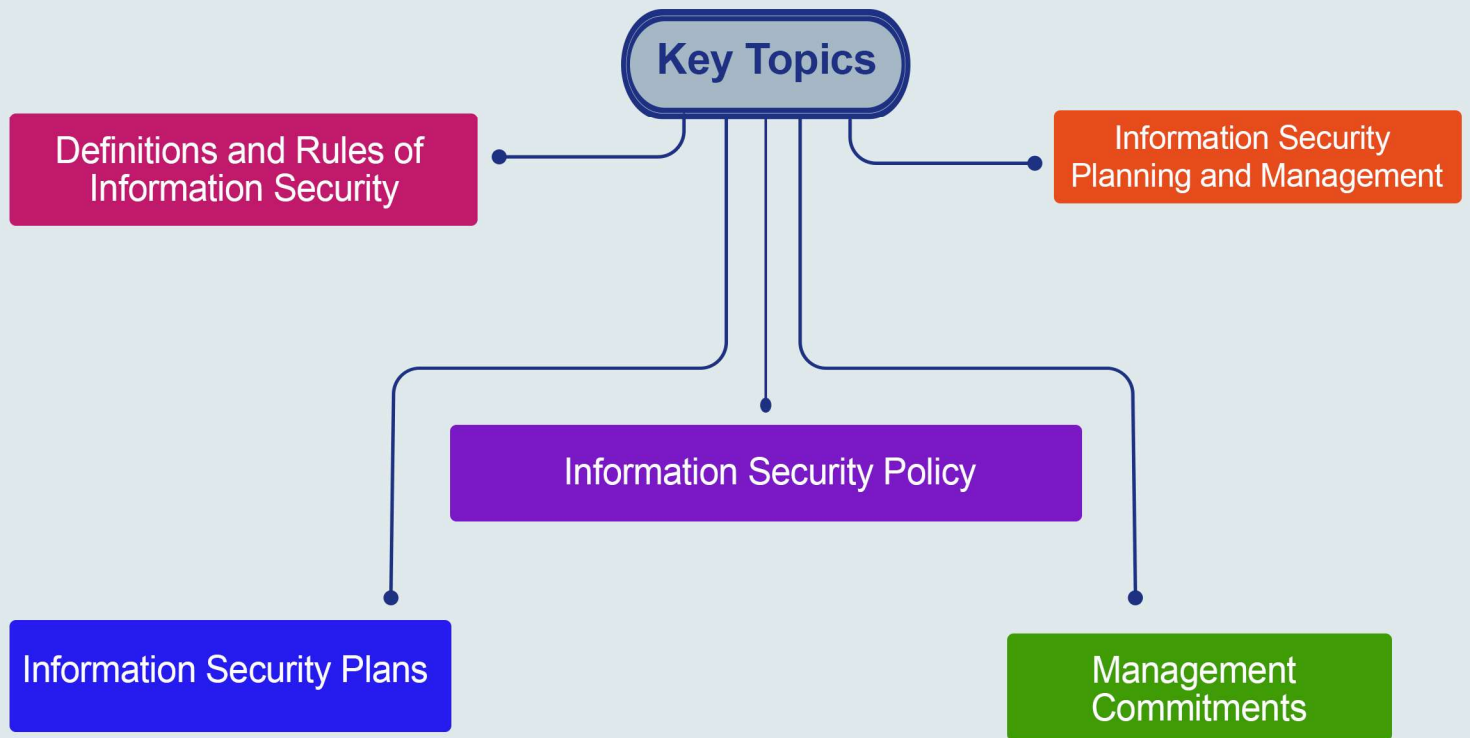 Key Topics
Definitions and Rules of
Information Security
Information Security
Planning and Management
Information Security Policy
Information Security Plans
Management
Commitments